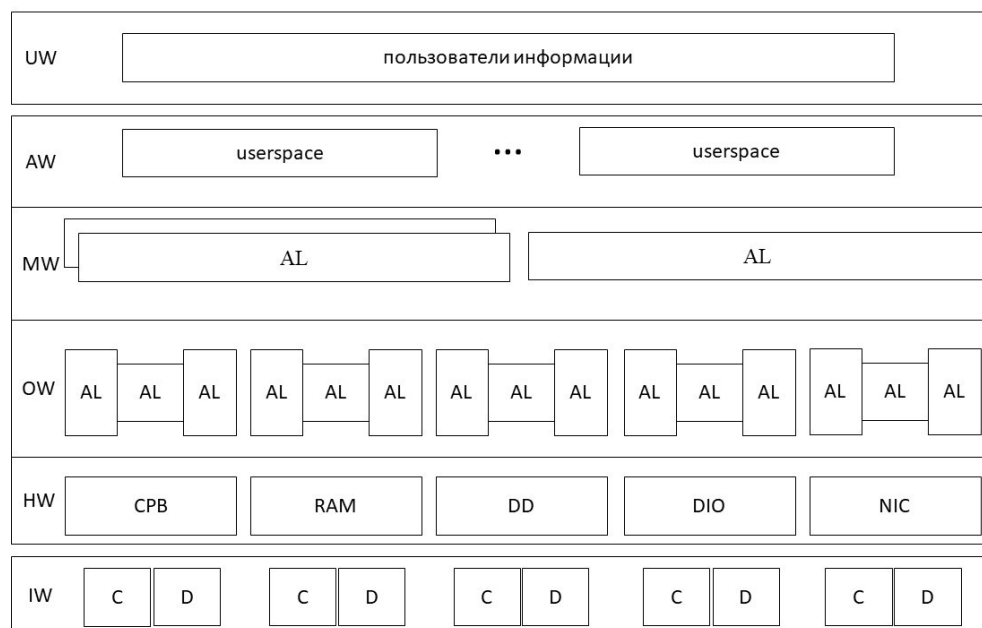 UW пользователи информации
AW userspace ... userspace
MW AL AL
OW AL AL AL AL AL AL AL AL AL AL AL AL AL AL AL
HW CPB RAM DD DIO NIC
IW C D C D C D C D C D